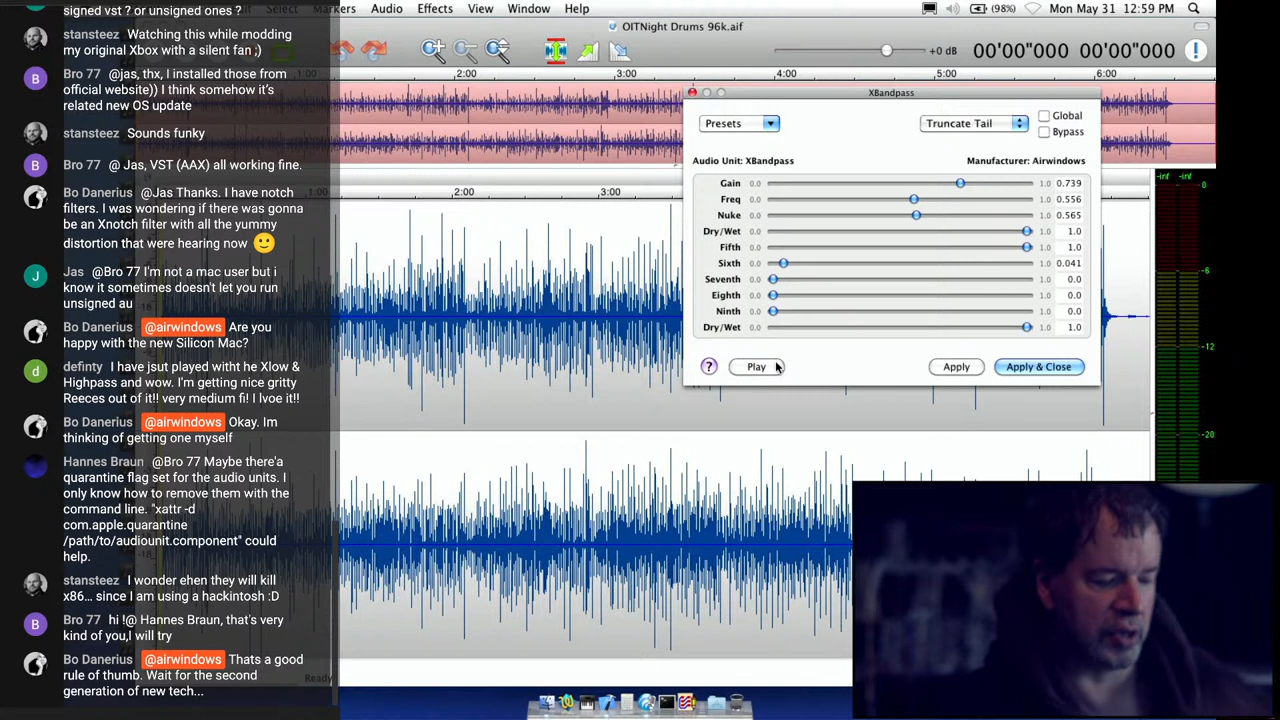 signed vst ? or unsigned ones ?
stansteez Watching this while modding
my original Xbox with a silent fan ;)
Bro 77 @jas, thx, I installed those from
official website)) I think somehow it's
related new OS update
stansteez Sounds funky
Bro 77 @ Jas, VST (AAX) all working fine.
Bo Danerius @Jas Thanks. I have notch
filters. I was wondering if there was gonna
be an Xnotch filter with all the yummy
distortion that were hearing now 🙂
Jas @Bro 77 I'm not a mac user but i
know it sometimes doesn't let you run
unsigned au
Bo Danerius @airwindows Are you
happy with the new Silicon Mac?
definty I have jsut played witht he Xlow
Highpass and wow. I'm getting nice gritty
Reeces out of it!! very medium fi! I lvoe it!!
Bo Danerius @airwindows Okay. Im
thinking of getting one myself
Hannes Braun @Bro 77 Maybe there'a
quarantine flag set for the audio units. I
only know how to remove them with the
command line. "xattr -d
com.apple.quarantine
/path/to/audiounit.component" could
help.
stansteez I wonder ehen they will kill
x86... since I am using a hackintosh :D
Bro 77 hi !@ Hannes Braun, that's very
kind of you,I will try
Bo Danerius @airwindows Thats a good
rule of thumb. Wait for the second
generation of new tech...
Select Markers Audio Effects View Window Help (98%) Mon May 31 12:59 PM
OITNight Drums 96k.aif
+0 dB 00'00"000 00'00"000
1:00 2:00 3:00 4:00 5:00 6:00
XBandpass
Presets Truncate Tail Global
Bypass
Audio Unit: XBandpass Manufacturer: Airwindows
Gain 0.0 1.0 0.739
Freq 0.0 1.0 0.556
Nuke 0.0 1.0 0.565
Dry/Wet 0.0 1.0 1.0
Fifth 0.0 1.0 1.0
Sixth 0.0 1.0 0.041
Seventh 0.0 1.0 0.0
Eighth 0.0 1.0 0.0
Ninth 0.0 1.0 0.0
Dry/Wet 0.0 1.0 1.0
? Play Apply Apply & Close
1:00 2:00 3:00
-inf -inf
0
-6
-12
-20
-18
Ready